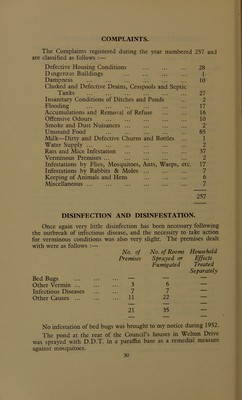 COMPLAINTS.
The Complaints registered during the year numbered 257 and
are classified as follows :—
Defective Housing Conditions ... ... ... 28
Dangerous Buildings ... ... ... ... 1
Dampness ... ... ... ... ... 10
Choked and Defective Drains, Cesspools and Septic
Tanks ... ... ... ... ... 27
Insanitary Conditions of Ditches and Ponds ... 2
Flooding ... ... ... ... ... 17
Accumulations and Removal of Refuse ... ... 16
Offensive Odours ... ... ... ... 10
Smoke and Dust Nuisances ... ... ... ... 2
Unsound Food ... ... ... ... ... 85
Milk—Dirty and Defective Churns and Bottles ... 1
Water Supply ... ... ... ... ... 2
Rats and Mice Infestation ... ... ... ... 37
Verminous Premises ... ... ... ... ... 2
Infestations by Flies, Mosquitoes, Ants, Warps, etc. 17
Infestations by Rabbits & Moles ... ... ... 7
Keeping of Animals and Hens ... ... ... 6
Miscellaneous ... ... ... ... ... 7
257
DISINFECTION AND DISINFESTATION.
Once again very little disinfection has been necessary following
the outbreak of infectious disease, and the necessity to take action
for verminous conditions was also very slight. The premises dealt
with were as follows :—
No. of No. of Rooms Household
Premises Sprayed or Effects
Fumigated Treated
Separately
Bed Bugs ... ... — — —
Other Vermin ... ... 3 6 —
Infectious Diseases ... 7 7 —
Other Causes ... ... 11 22 —
21 35 —
No infestation of bed bugs was brought to my notice during 1952.
The pond at the rear of the Council's houses in Welton Drive
was sprayed with D.D.T. in a paraffin base as a remedial measure
against mosquitoes.
30